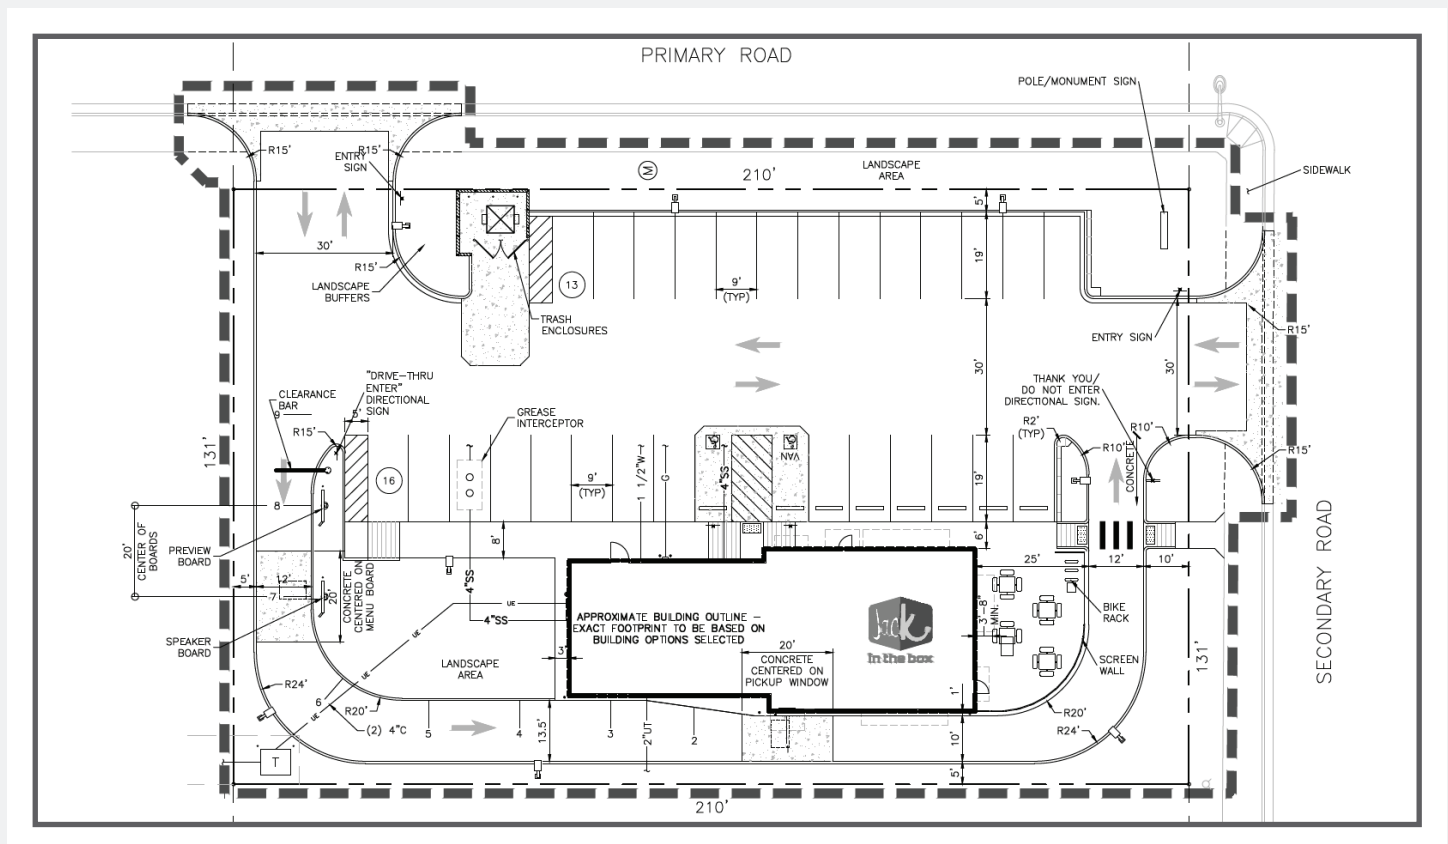 PRIMARY ROAD
POLE/MONUMENT SIGN
R15'
ENTRY
SIGN
R15'
M
210'
LANDSCAPE
AREA
SIDEWALK
5'
30'
R15'
LANDSCAPE
BUFFERS
13
9'
(TYP)
19'
TRASH
ENCLOSURES
ENTRY SIGN
R15'
30'
30'
"DRIVE-THRU
ENTER"
DIRECTIONAL
SIGN
CLEARANCE
BAR
9
5'
GREASE
INTERCEPTOR
THANK YOU/
DO NOT ENTER
DIRECTIONAL SIGN.
R2'
(TYP)
R10'
R15'
R10'
R15'
131'
CONCRETE
16
9'
(TYP)
1 1/2"W
G
4"SS
VAN
19'
8
20'
CENTER OF
BOARDS
PREVIEW
BOARD
8'
6'
25'
12'
10'
5'
12'
7
20'
CONCRETE
CENTERED ON
MENU BOARD
4"SS
UE
4"SS
UE
APPROXIMATE BUILDING OUTLINE –
EXACT FOOTPRINT TO BE BASED ON
BUILDING OPTIONS SELECTED
Jack
in the box
3'-8"
MIN.
BIKE
RACK
SPEAKER
BOARD
LANDSCAPE
AREA
UE
3'
20'
CONCRETE
CENTERED ON
PICKUP WINDOW
SCREEN
WALL
131'
SECONDARY ROAD
R24'
6
UE
R20'
(2) 4"C
5
4
13.5'
3
2"UT
2
1'
10'
R20'
R24'
T
5'
210'